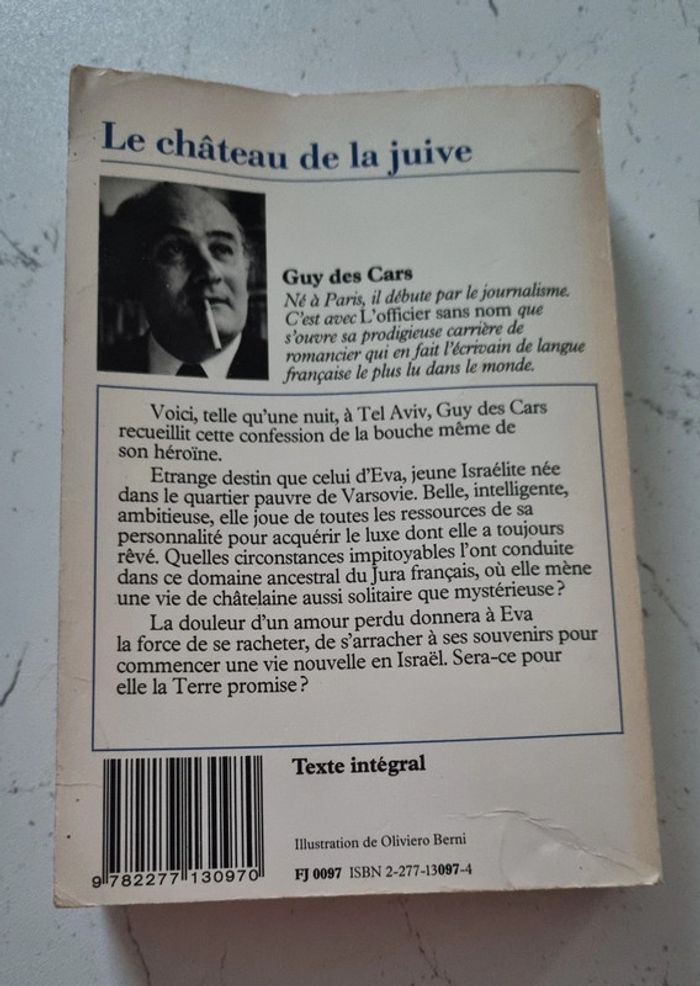 Le château de la juive
Guy des Cars
Né à Paris, il débute par le journalisme.
C'est avec L'officier sans nom que
s'ouvre sa prodigieuse carrière de
romancier qui en fait l'écrivain de langue
française le plus lu dans le monde.
Voici, telle qu'une nuit, à Tel Aviv, Guy des Cars
recueillit cette confession de la bouche même de
son héroïne.
Etrange destin que celui d'Eva, jeune Israélite née
dans le quartier pauvre de Varsovie. Belle, intelligente,
ambitieuse, elle joue de toutes les ressources de sa
personnalité pour acquérir le luxe dont elle a toujours
rêvé. Quelles circonstances impitoyables l'ont conduite
dans ce domaine ancestral du Jura français, où elle mène
une vie de châtelaine aussi solitaire que mystérieuse ?
La douleur d'un amour perdu donnera à Eva
la force de se racheter, de s'arracher à ses souvenirs pour
commencer une vie nouvelle en Israël. Sera-ce pour
elle la Terre promise ?
Texte intégral
Illustration de Oliviero Berni
FJ 0097 ISBN 2-277-13097-4
9 782277 130970